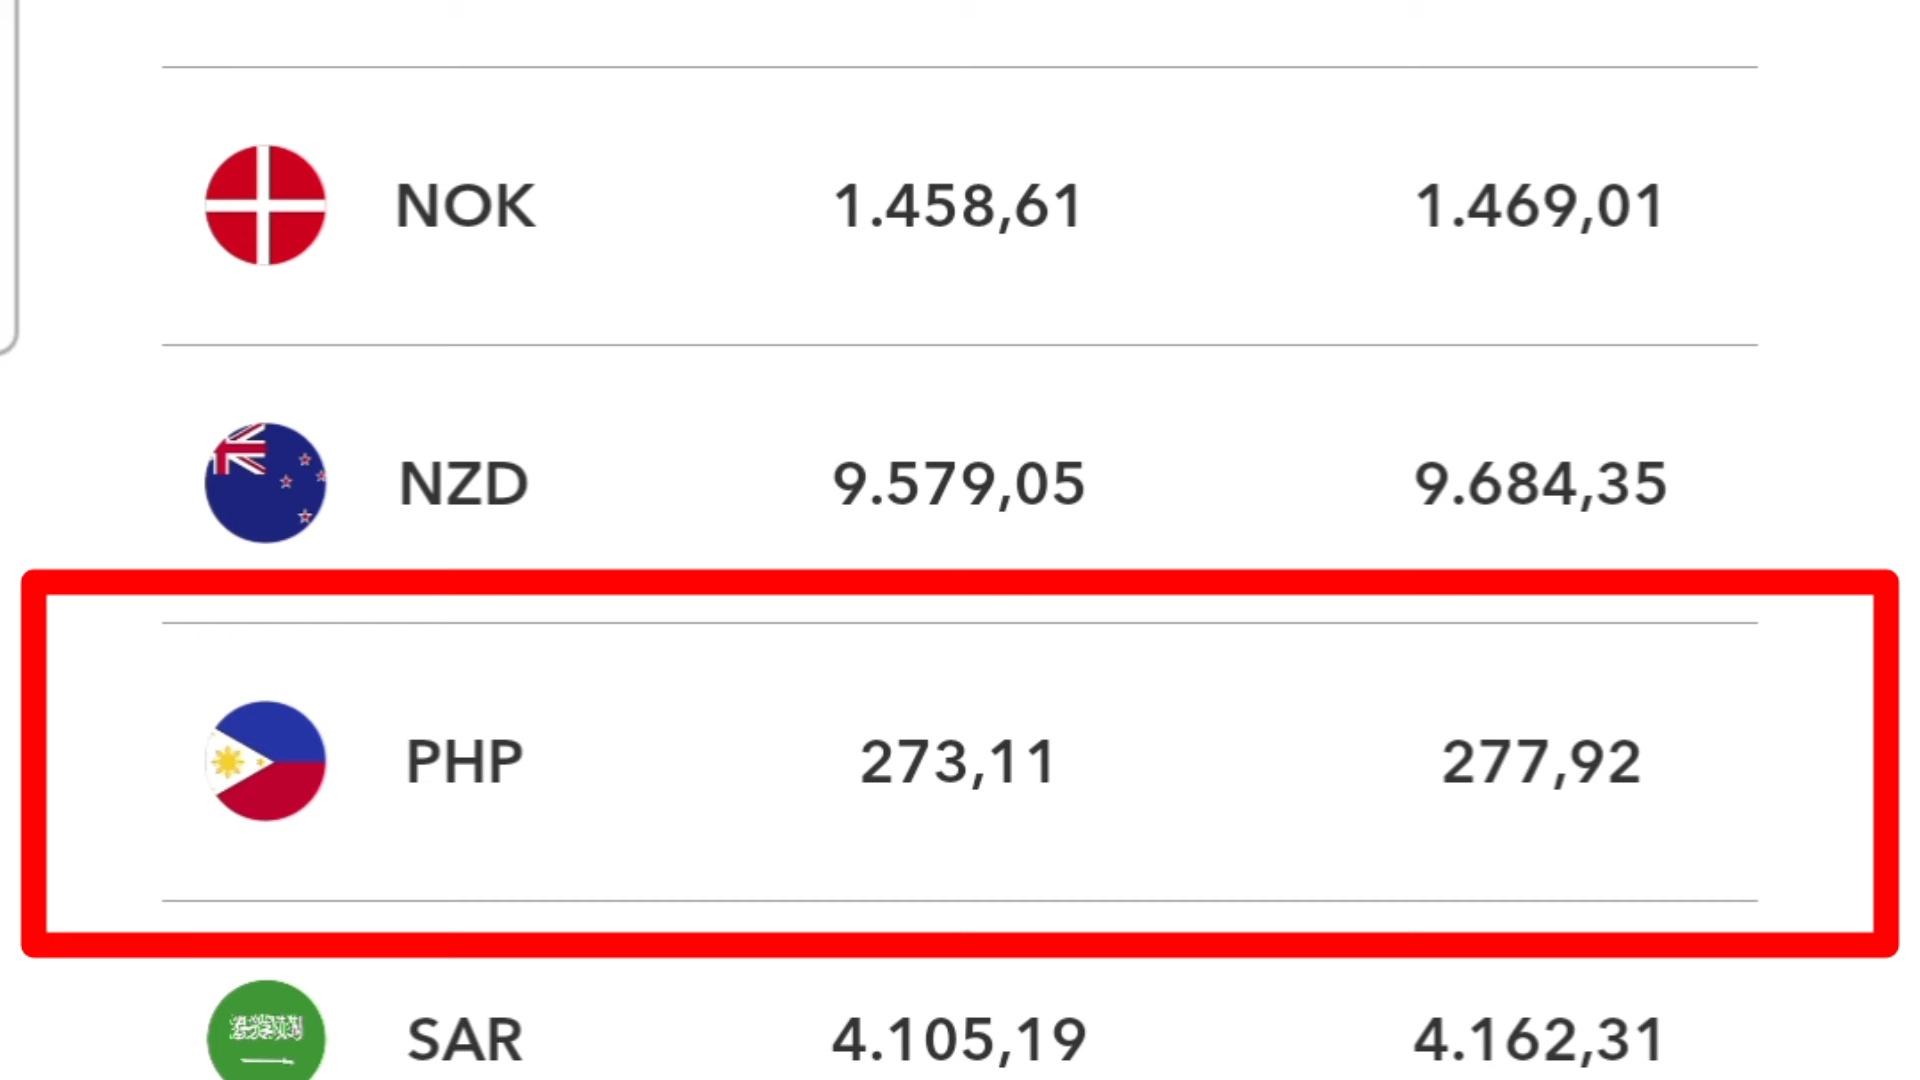 NOK 1.458,61 1.469,01
NZD 9.579,05 9.684,35
PHP 273,11 277,92
SAR 4.105,19 4.162,31